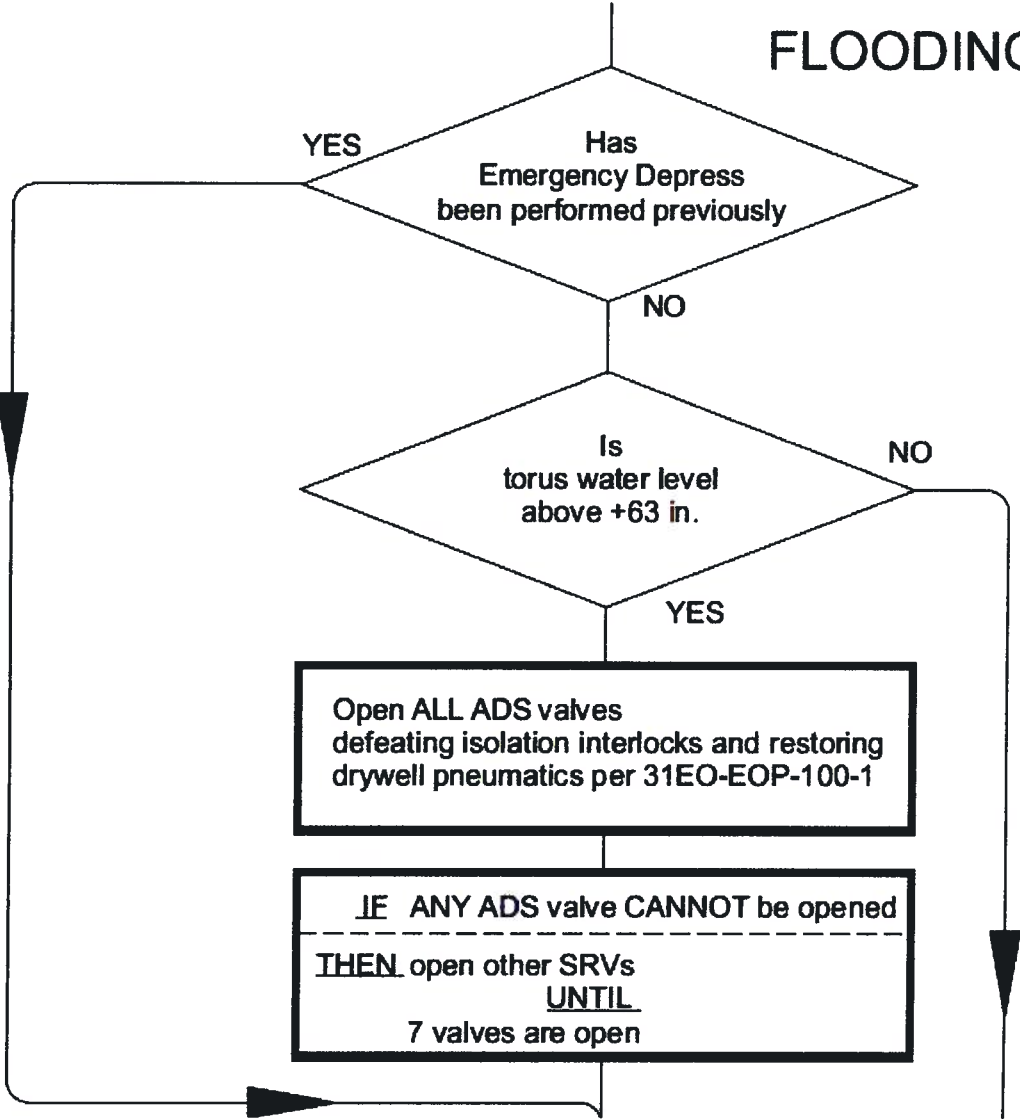 FLOODING
YES
Has
Emergency Depress
been performed previously
NO
Is
torus water level
above +63 in.
NO
YES
Open ALL ADS valves
defeating isolation interlocks and restoring
drywell pneumatics per 31EO-EOP-100-1
IF ANY ADS valve CANNOT be opened
THEN open other SRVs
UNTIL
7 valves are open